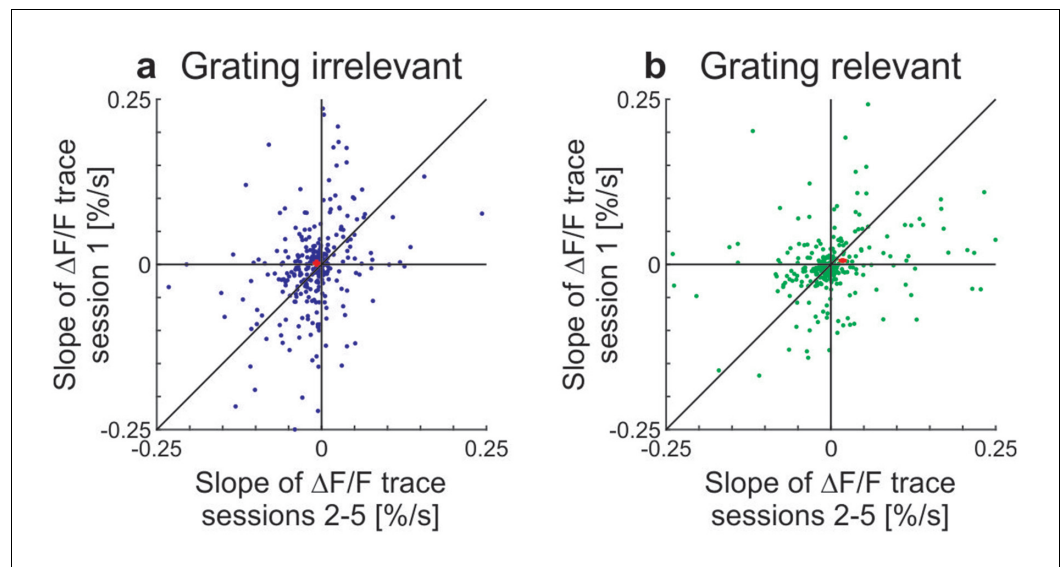 a Grating irrelevant
0.25
0
-0.25
-0.25
0
0.25
Slope of ΔF/F trace
session 1 [%/s]
Slope of ΔF/F trace
sessions 2-5 [%/s]
b Grating relevant
0.25
0
-0.25
-0.25
0
0.25
Slope of ΔF/F trace
session 1 [%/s]
Slope of ΔF/F trace
sessions 2-5 [%/s]